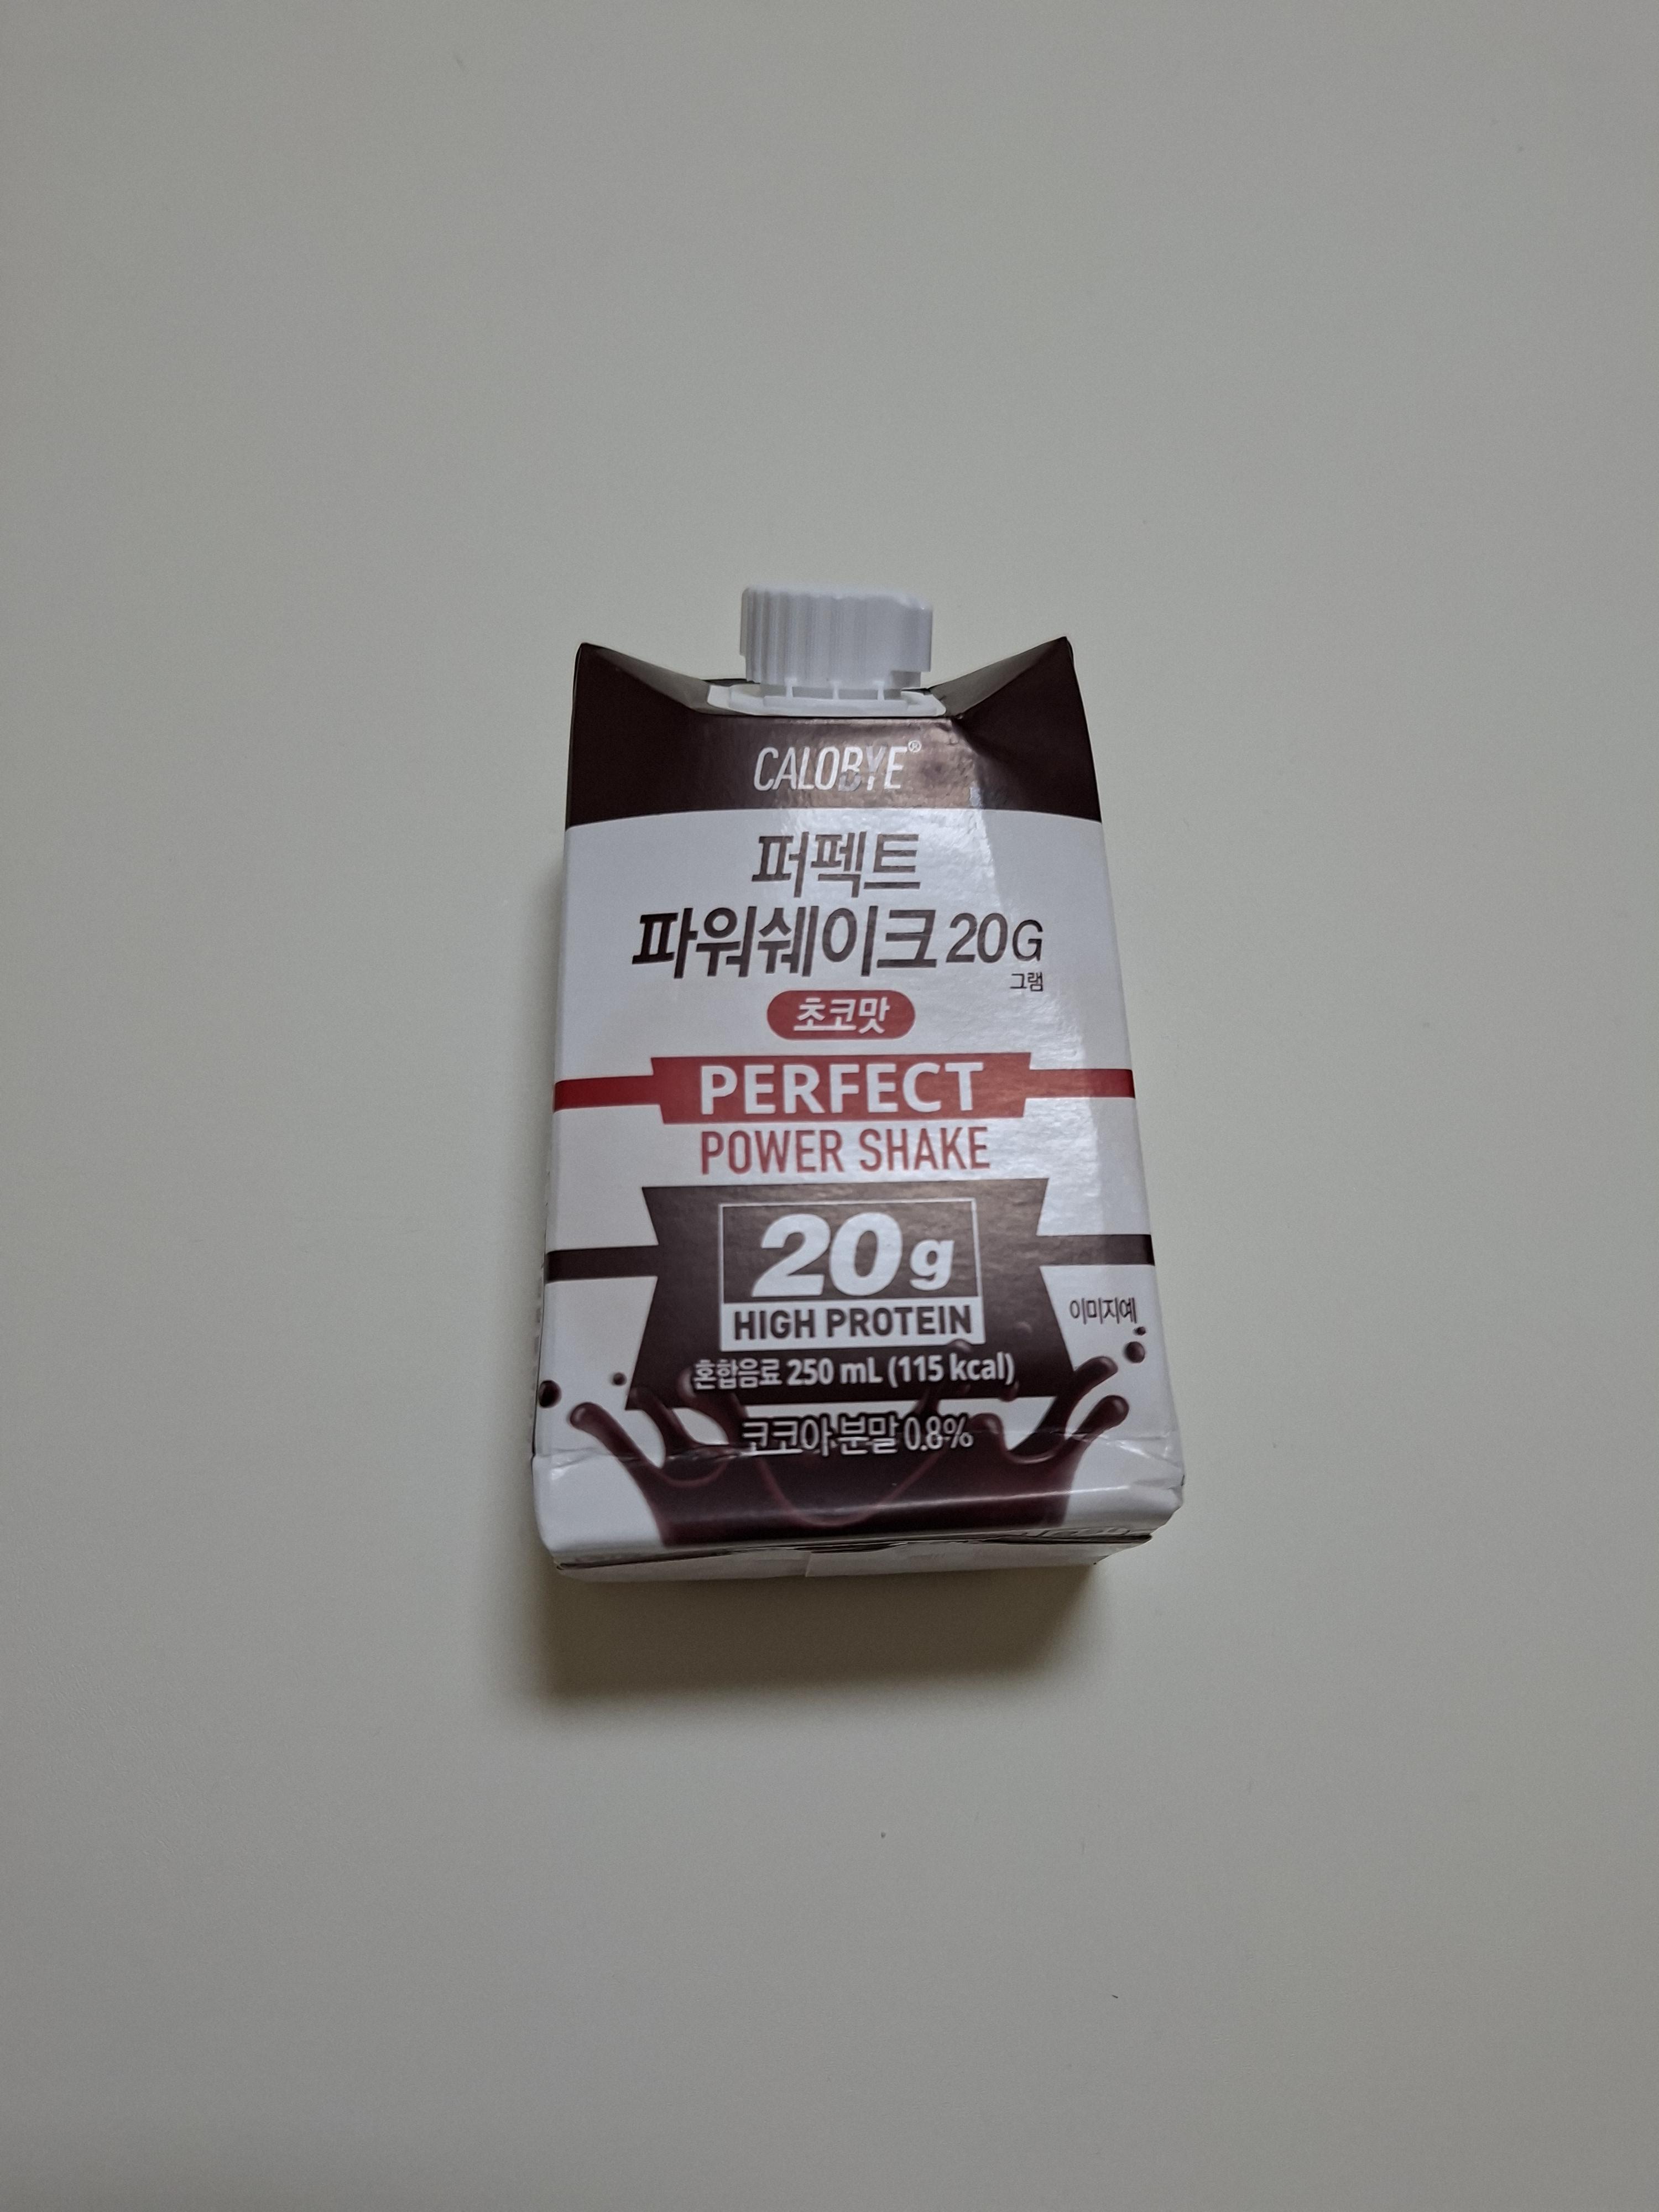 CALOBYE®
퍼펙트
파워쉐이크 20G
그램
초코맛
PERFECT
POWER SHAKE
20g
HIGH PROTEIN
이미지예
혼합음료 250 mL (115 kcal)
코코아 분말 0.8%